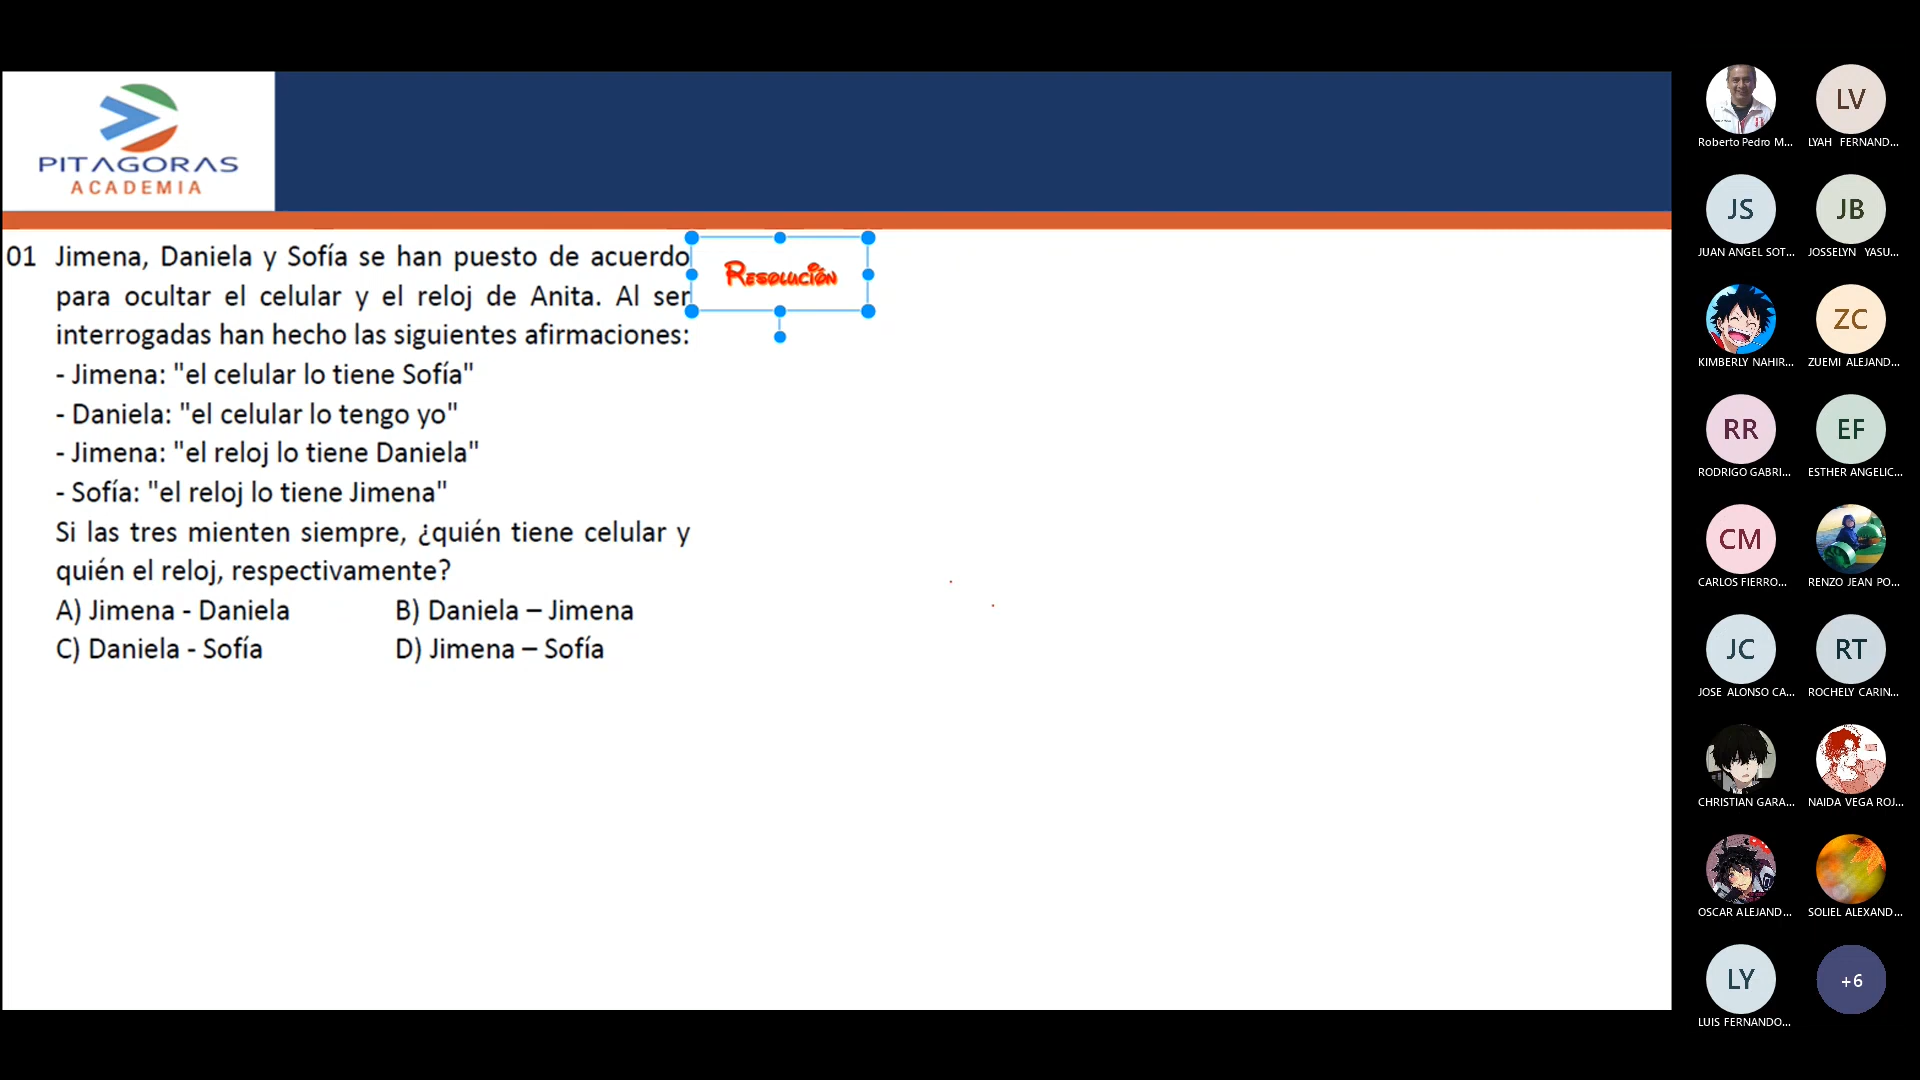 PITAGORAS
ACADEMIA
01 Jimena, Daniela y Sofía se han puesto de acuerdo
para ocultar el celular y el reloj de Anita. Al ser
interrogadas han hecho las siguientes afirmaciones:
- Jimena: "el celular lo tiene Sofía"
- Daniela: "el celular lo tengo yo"
- Jimena: "el reloj lo tiene Daniela"
- Sofía: "el reloj lo tiene Jimena"
Si las tres mienten siempre, ¿quién tiene celular y
quién el reloj, respectivamente?
A) Jimena - Daniela B) Daniela – Jimena
C) Daniela - Sofía D) Jimena – Sofía
Resolución
Roberto Pedro M...
LV
LYAH FERNAND...
JS
JUAN ANGEL SOT...
JB
JOSSELYN YASU...
KIMBERLY NAHIR...
ZC
ZUEMI ALEJAND...
RR
RODRIGO GABRI...
EF
ESTHER ANGELIC...
CM
CARLOS FIERRO...
RENZO JEAN PO...
JC
JOSE ALONSO CA...
RT
ROCHELY CARIN...
CHRISTIAN GARA...
NAIDA VEGA ROJ...
OSCAR ALEJAND...
SOLIEL ALEXAND...
LY
LUIS FERNANDO...
+6